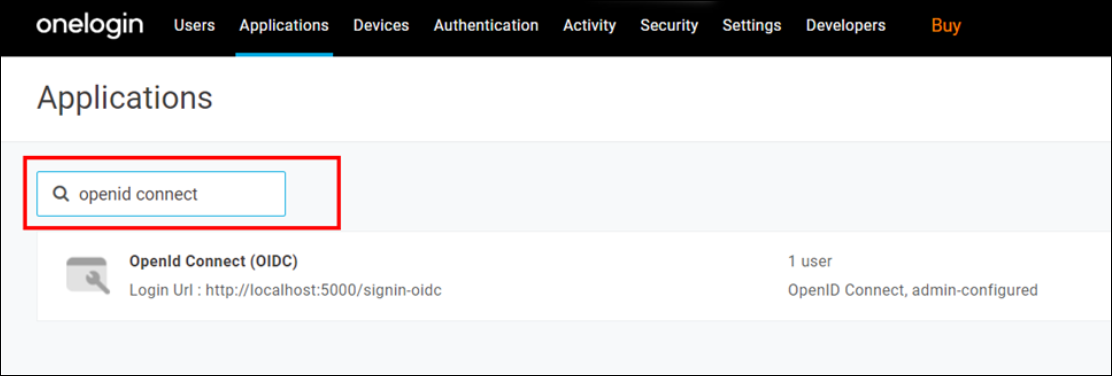 onelogin Users Applications Devices Authentication Activity Security Settings Developers Buy
Applications
openid connect
OpenId Connect (OIDC) 1 user
Login Url : http://localhost:5000/signin-oidc OpenID Connect, admin-configured